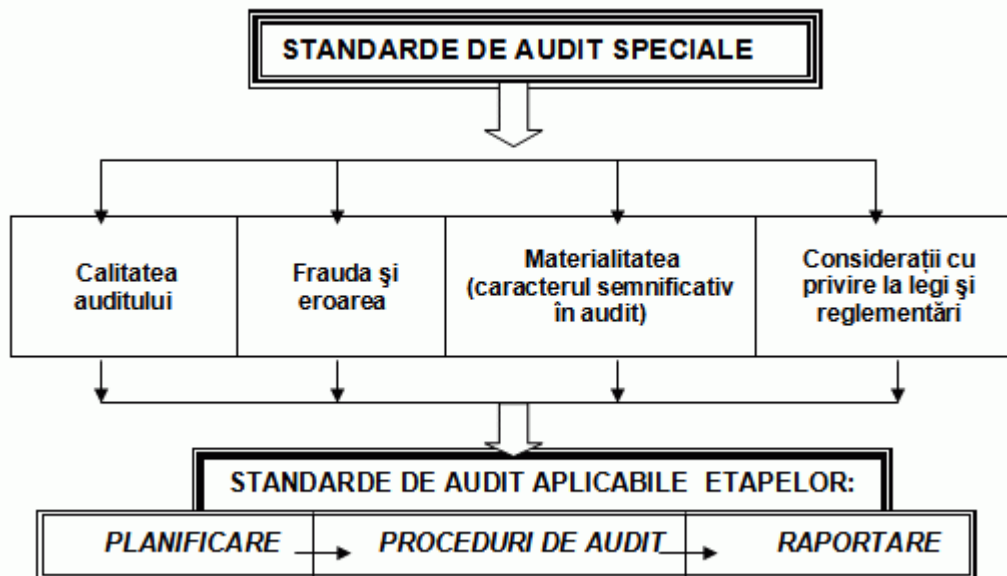 STANDARDE DE AUDIT SPECIALE
Calitatea
auditului
Frauda şi
eroarea
Materialitatea
(caracterul semnificativ
în audit)
Considerații cu
privire la legi şi
reglementări
STANDARDE DE AUDIT APLICABILE ETAPELOR:
PLANIFICARE
PROCEDURI DE AUDIT
RAPORTARE